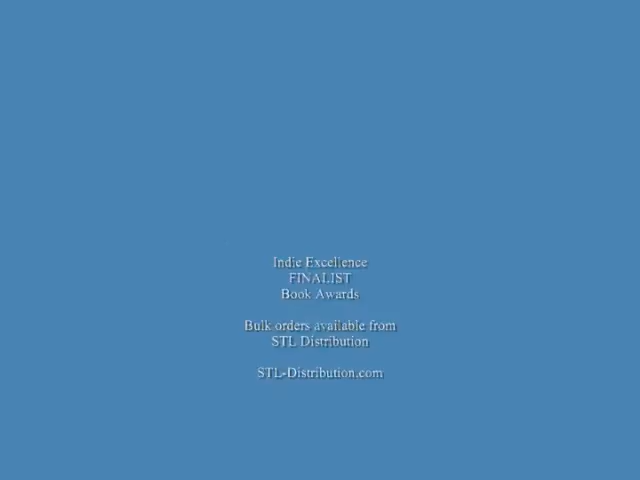 Indie Excellence
FINALIST
Book Awards
Bulk orders available from
STL Distribution
STL-Distribution.com